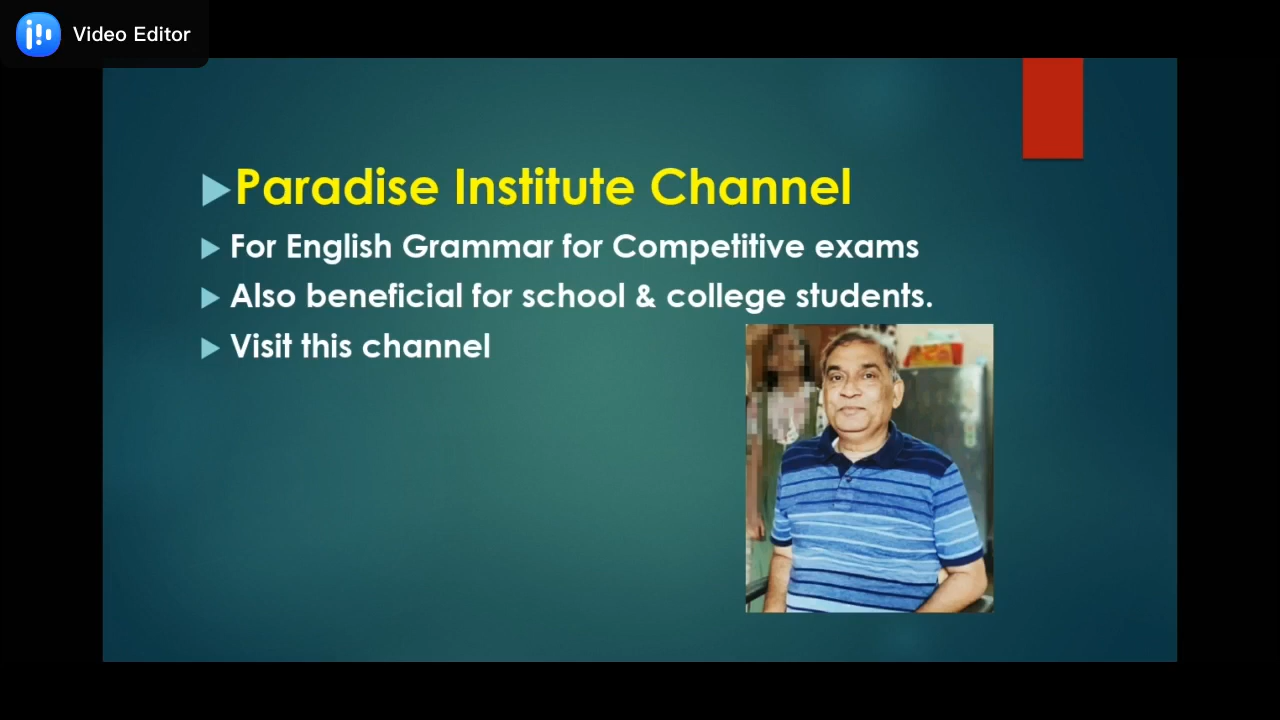 Video Editor
Paradise Institute Channel
For English Grammar for Competitive exams
Also beneficial for school & college students.
Visit this channel